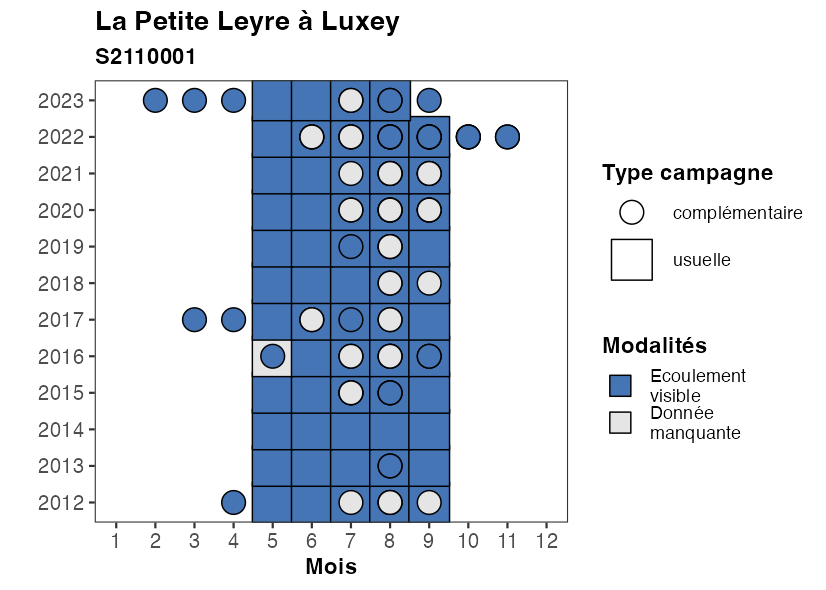 La Petite Leyre à Luxey
S2110001
2023
2022
2021
2020
2019
2018
2017
2016
2015
2014
2013
2012
1 2 3 4 5 6 7 8 9 10 11 12
Mois
Type campagne
complémentaire
usuelle
Modalités
Ecoulement
visible
Donnée
manquante